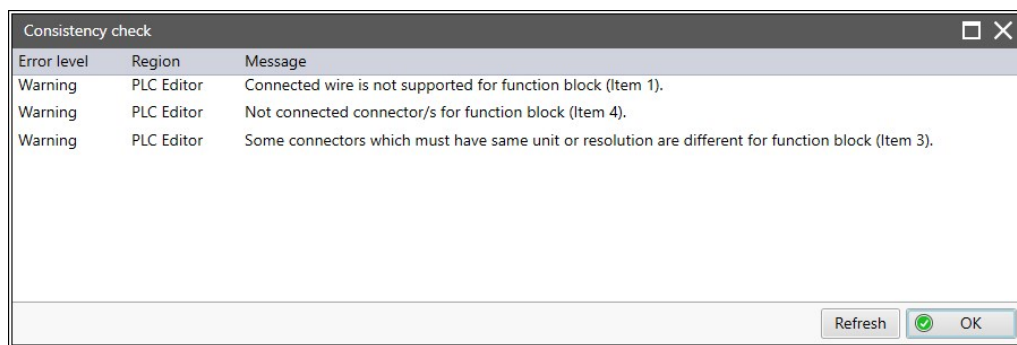 Consistency check
Error level Region Message
Warning PLC Editor Connected wire is not supported for function block (Item 1).
Warning PLC Editor Not connected connector/s for function block (Item 4).
Warning PLC Editor Some connectors which must have same unit or resolution are different for function block (Item 3).
Refresh OK